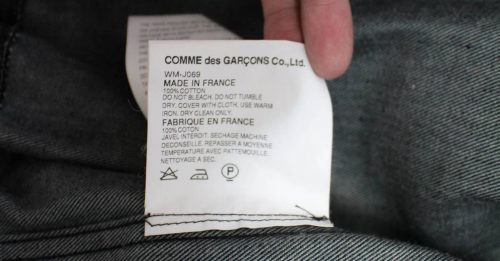 COMME des GARÇONS Co., Ltd.
WM-J069
MADE IN FRANCE
100%COTTON
DO NOT BLEACH, DO NOT TUMBLE
DRY, COVER WITH CLOTH, USE WARM
IRON, DRY CLEAN ONLY.
FABRIQUE EN FRANCE
100%COTON
JAVEL INTERDIT, SECHAGE MACHINE
DECONSEILLE, REPASSER A MOYENNE
TEMPERATURE AVEC PATTEMOUILLE,
NETTOYAGE A SEC.
P